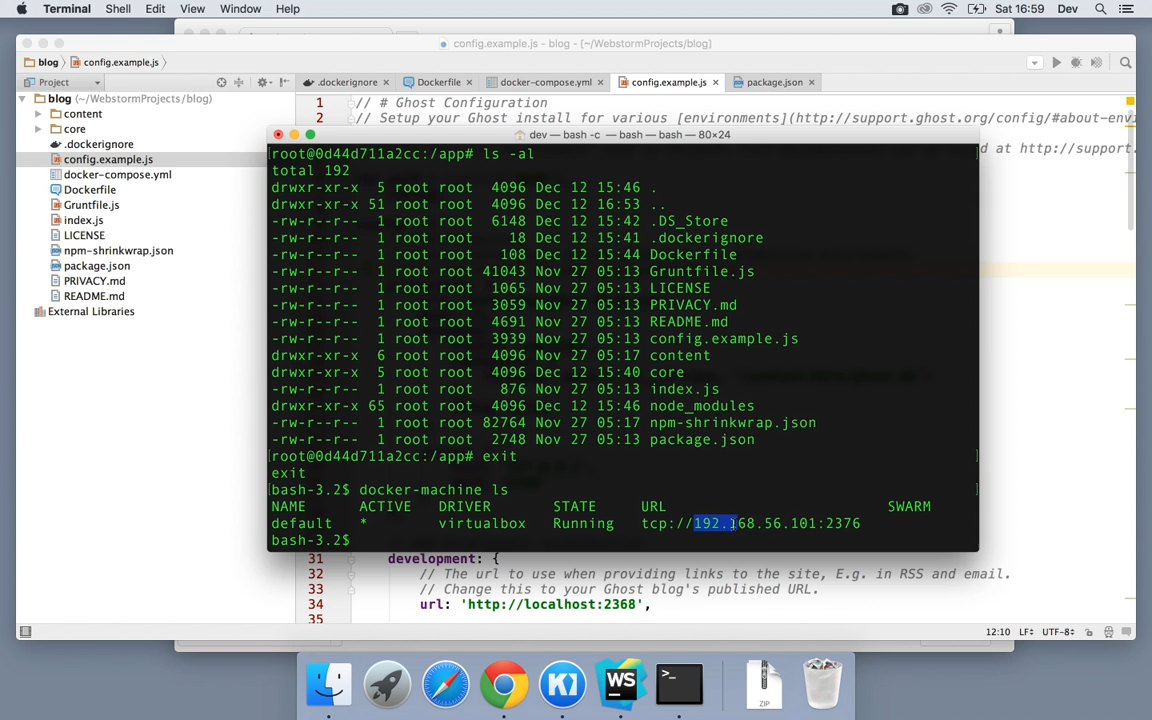 Terminal Shell Edit View Window Help Sat 16:59 Dev
config.example.js - blog - [~/WebstormProjects/blog]
blog config.example.js
Project .dockerignore Dockerfile docker-compose.yml config.example.js package.json
blog (~/WebstormProjects/blog)
content
core
.dockerignore
config.example.js
docker-compose.yml
Dockerfile
Gruntfile.js
index.js
LICENSE
npm-shrinkwrap.json
package.json
PRIVACY.md
README.md
External Libraries
1 // # Ghost Configuration
2 // Setup your Ghost install for various [environments](http://support.ghost.org/config/#about-envi
d at http://support.
dev — bash -c — bash — bash — 80×24
root@0d44d711a2cc:/app# ls -al
total 192
drwxr-xr-x 5 root root 4096 Dec 12 15:46 .
drwxr-xr-x 51 root root 4096 Dec 12 16:53 ..
-rw-r--r-- 1 root root 6148 Dec 12 15:42 .DS_Store
-rw-r--r-- 1 root root 18 Dec 12 15:41 .dockerignore
-rw-r--r-- 1 root root 108 Dec 12 15:44 Dockerfile
-rw-r--r-- 1 root root 41043 Nov 27 05:13 Gruntfile.js
-rw-r--r-- 1 root root 1065 Nov 27 05:13 LICENSE
-rw-r--r-- 1 root root 3059 Nov 27 05:13 PRIVACY.md
-rw-r--r-- 1 root root 4691 Nov 27 05:13 README.md
-rw-r--r-- 1 root root 3939 Nov 27 05:13 config.example.js
drwxr-xr-x 6 root root 4096 Nov 27 05:17 content
drwxr-xr-x 5 root root 4096 Dec 12 15:40 core
-rw-r--r-- 1 root root 876 Nov 27 05:13 index.js
drwxr-xr-x 65 root root 4096 Dec 12 15:46 node_modules
-rw-r--r-- 1 root root 82764 Nov 27 05:17 npm-shrinkwrap.json
-rw-r--r-- 1 root root 2748 Nov 27 05:13 package.json
root@0d44d711a2cc:/app# exit
exit
bash-3.2$ docker-machine ls
NAME ACTIVE DRIVER STATE URL SWARM
default * virtualbox Running tcp://192.168.56.101:2376
bash-3.2$
31 development: {
32 // The url to use when providing links to the site, E.g. in RSS and email.
33 // Change this to your Ghost blog's published URL.
34 url: 'http://localhost:2368',
35
12:10 LF UTF-8
WS
>_
ZIP